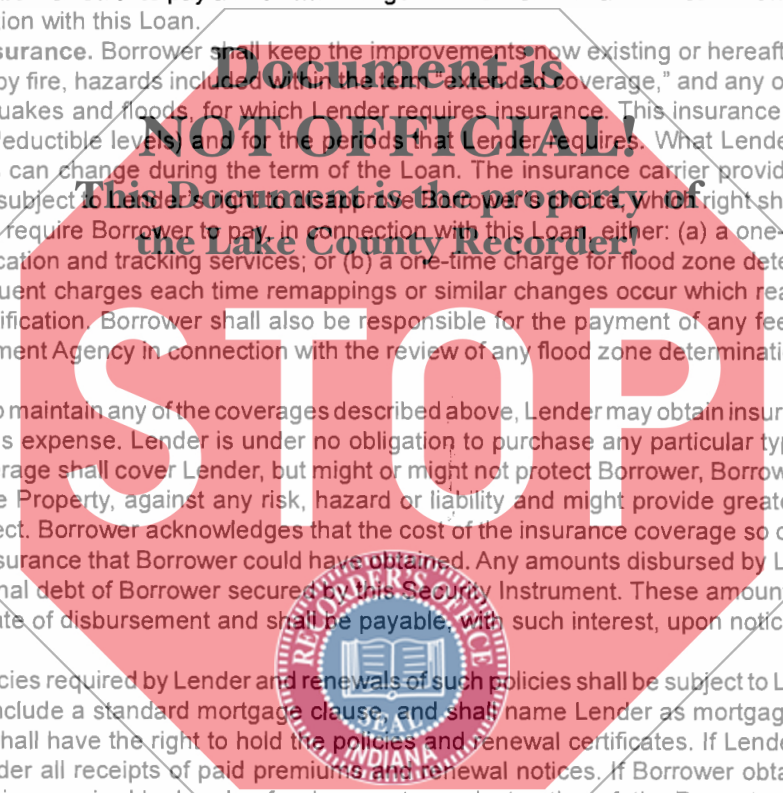 tion with this Loan.
surance. Borrower shall keep the improvements now existing or hereaft
by fire, hazards included within the term "extended coverage," and any o
uakes and floods, for which Lender requires insurance. This insurance
eductible levels) and for the periods that Lender requires. What Lende
can change during the term of the Loan. The insurance carrier provid
subject to Lender's right to disapprove Borrower's choice, which right sh
require Borrower to pay, in connection with this Loan, either: (a) a one-
cation and tracking services; or (b) a one-time charge for flood zone dete
uent charges each time remappings or similar changes occur which rea
ification. Borrower shall also be responsible for the payment of any fee
ment Agency in connection with the review of any flood zone determinati
o maintain any of the coverages described above, Lender may obtain insur
s expense. Lender is under no obligation to purchase any particular typ
erage shall cover Lender, but might or might not protect Borrower, Borrow
e Property, against any risk, hazard or liability and might provide greate
ect. Borrower acknowledges that the cost of the insurance coverage so o
surance that Borrower could have obtained. Any amounts disbursed by L
nal debt of Borrower secured by this Security Instrument. These amoun
ate of disbursement and shall be payable, with such interest, upon notic
cies required by Lender and renewals of such policies shall be subject to L
nclude a standard mortgage clause, and shall name Lender as mortgag
hall have the right to hold the policies and renewal certificates. If Lende
der all receipts of paid premiums and renewal notices. If Borrower obta
Document is
NOT OFFICIAL!
This Document is the property of
the Lake County Recorder!
STOP
RECORDER'S OFFICE
SEAL
INDIANA